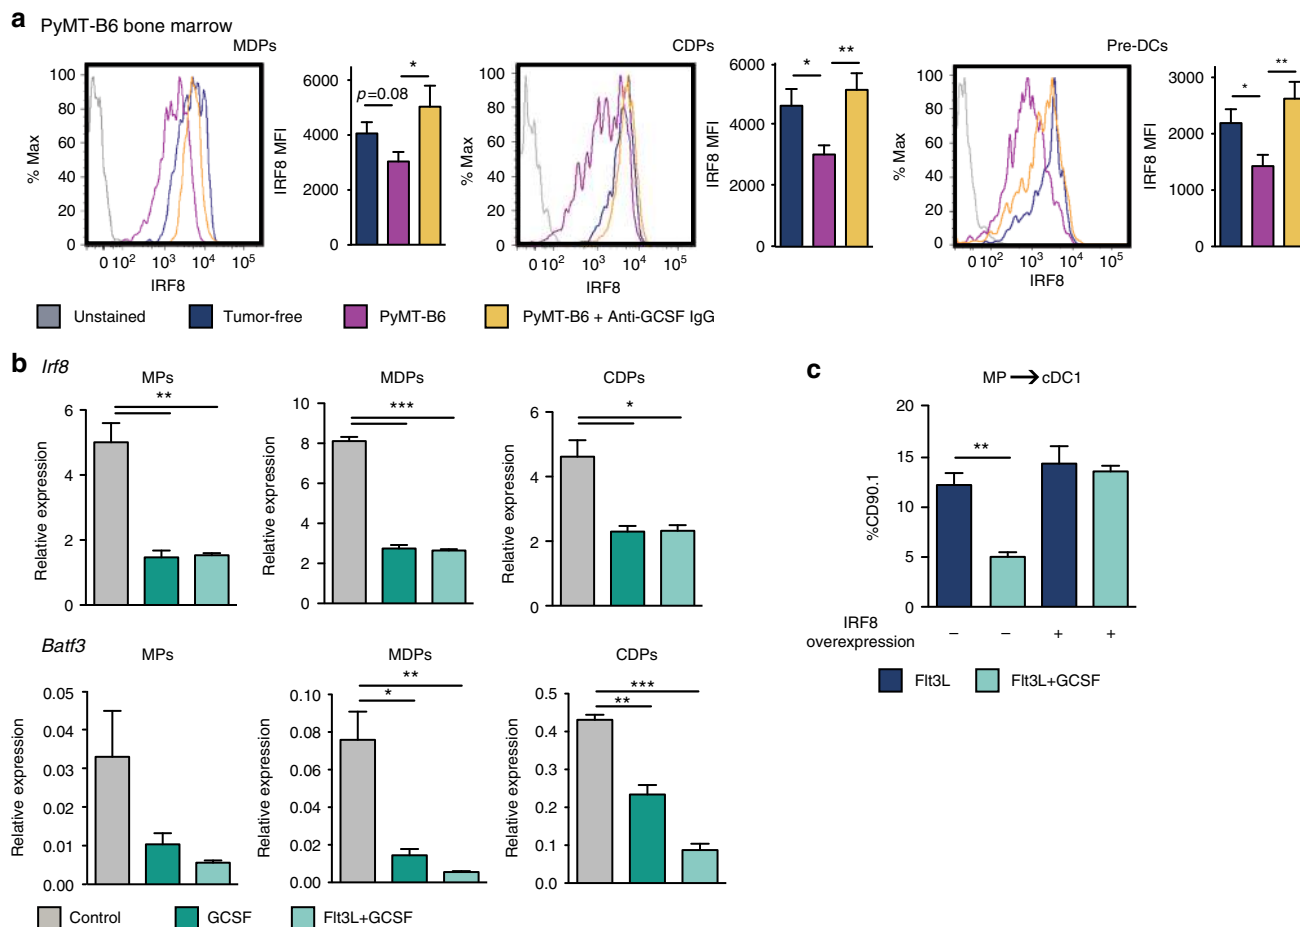 a PyMT-B6 bone marrow
MDPs
CDPs
Pre-DCs
100
80
60
40
20
0
% Max
0 10² 10³ 10⁴ 10⁵
IRF8
6000
4000
2000
0
IRF8 MFI
p=0.08
*
100
80
60
40
20
0
% Max
0 10² 10³ 10⁴ 10⁵
IRF8
6000
4000
2000
0
IRF8 MFI
* **
100
80
60
40
20
0
% Max
0 10² 10³ 10⁴ 10⁵
IRF8
3000
2000
1000
0
IRF8 MFI
* **
Unstained Tumor-free PyMT-B6 PyMT-B6 + Anti-GCSF IgG
b Irf8
MPs
**
6
4
2
0
Relative expression
MDPs
***
10
8
6
4
2
0
Relative expression
CDPs
*
6
4
2
0
Relative expression
Batf3
MPs
0.05
0.04
0.03
0.02
0.01
0.00
Relative expression
MDPs
**
*
0.10
0.08
0.06
0.04
0.02
0.00
Relative expression
CDPs
***
**
0.5
0.4
0.3
0.2
0.1
0.0
Relative expression
Control GCSF Flt3L+GCSF
c
MP → cDC1
20
15
10
5
0
%CD90.1
**
IRF8
overexpression – – + +
Flt3L Flt3L+GCSF